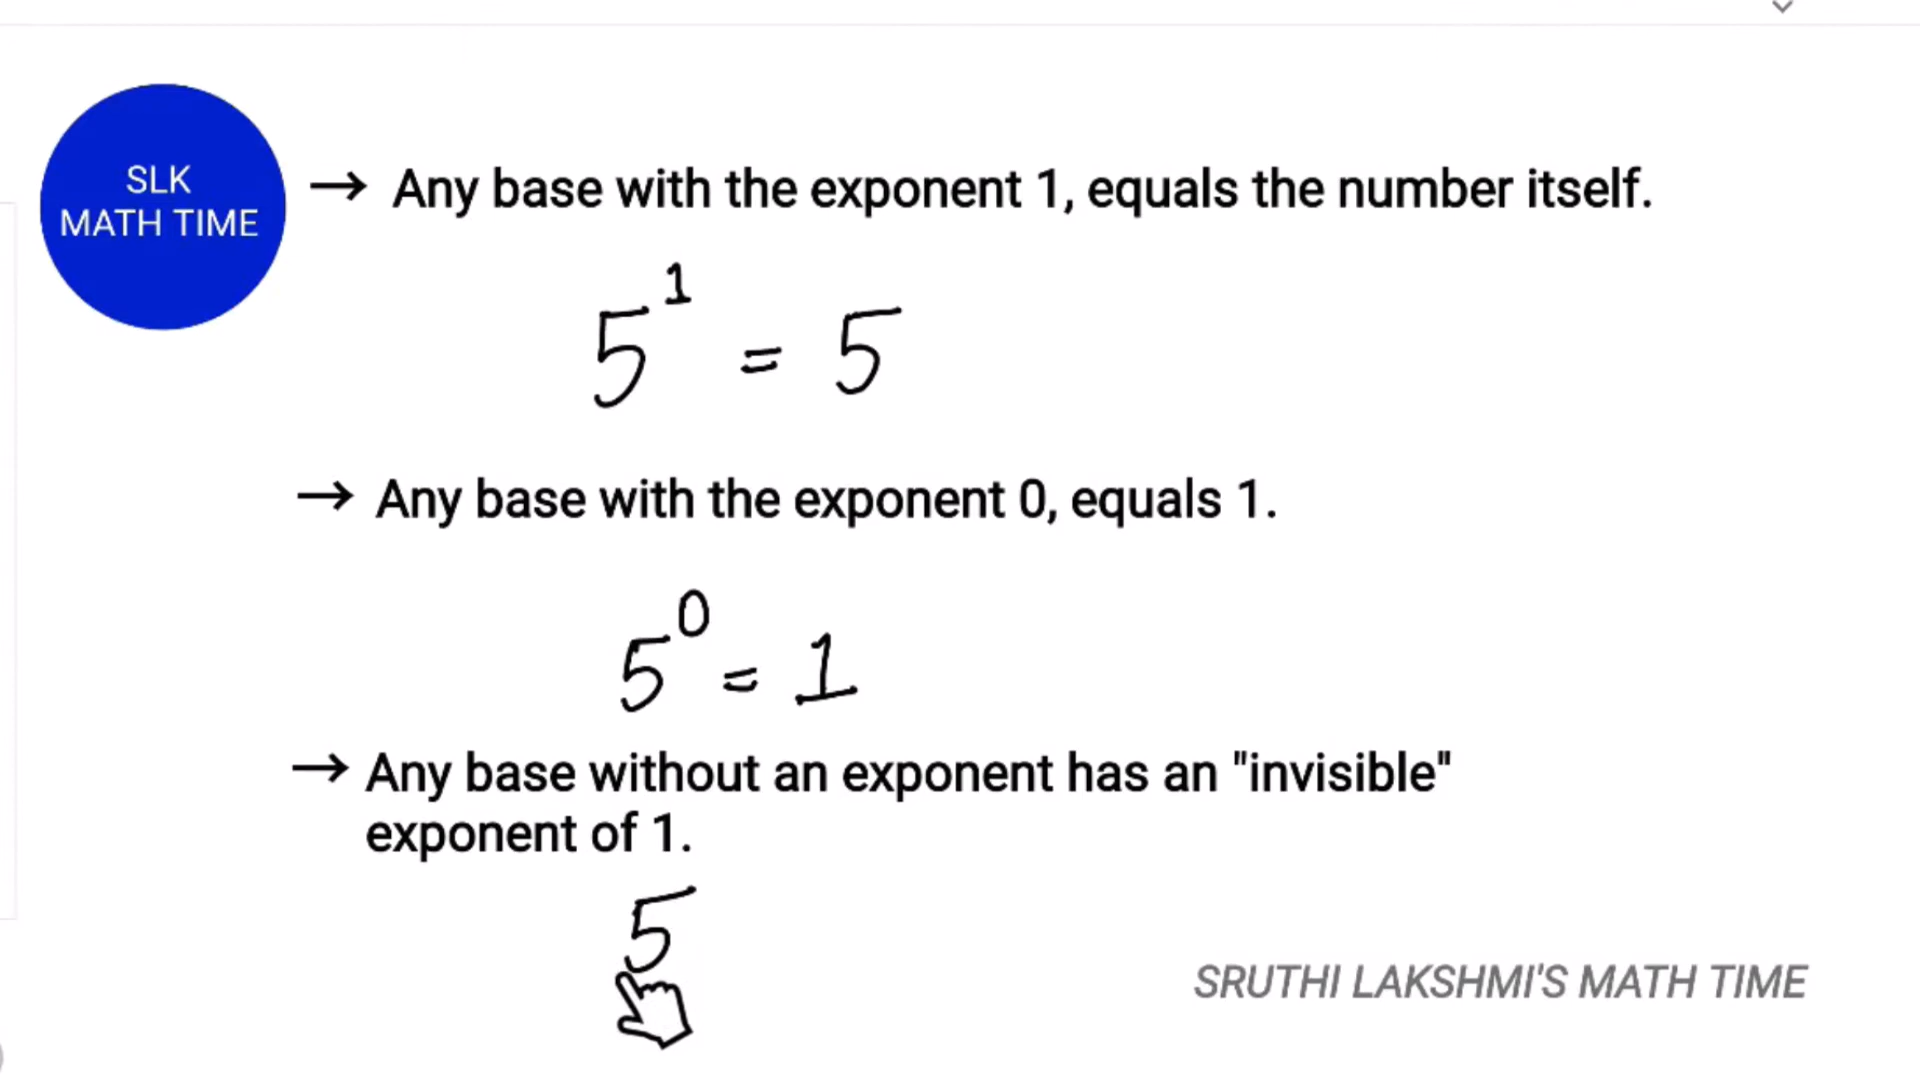 SLK
MATH TIME
→ Any base with the exponent 1, equals the number itself.
5¹ = 5
→ Any base with the exponent 0, equals 1.
5⁰ = 1
→ Any base without an exponent has an "invisible"
exponent of 1.
5
SRUTHI LAKSHMI'S MATH TIME